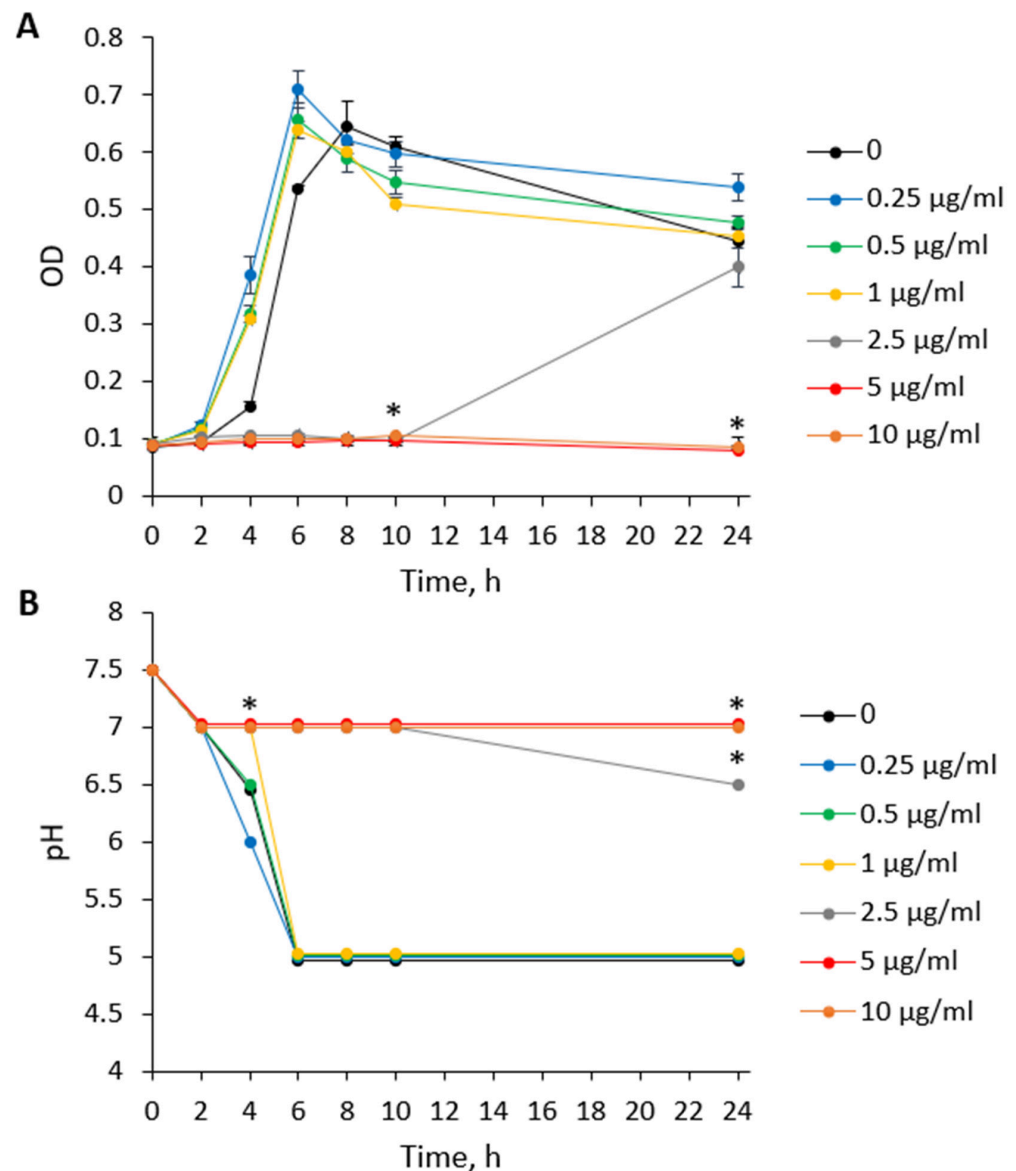 A
OD
0.8
0.7
0.6
0.5
0.4
0.3
0.2
0.1
0
*
*
0 2 4 6 8 10 12 14 16 18 20 22 24
Time, h
0
0.25 µg/ml
0.5 µg/ml
1 µg/ml
2.5 µg/ml
5 µg/ml
10 µg/ml
B
pH
8
7.5
7
6.5
6
5.5
5
4.5
4
* *
*
0 2 4 6 8 10 12 14 16 18 20 22 24
Time, h
0
0.25 µg/ml
0.5 µg/ml
1 µg/ml
2.5 µg/ml
5 µg/ml
10 µg/ml